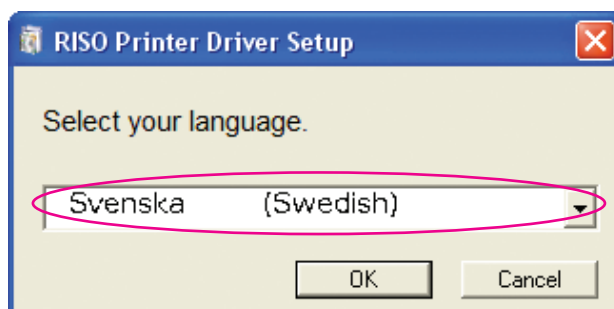 RISO Printer Driver Setup
Select your language.
Svenska (Swedish)
OK Cancel